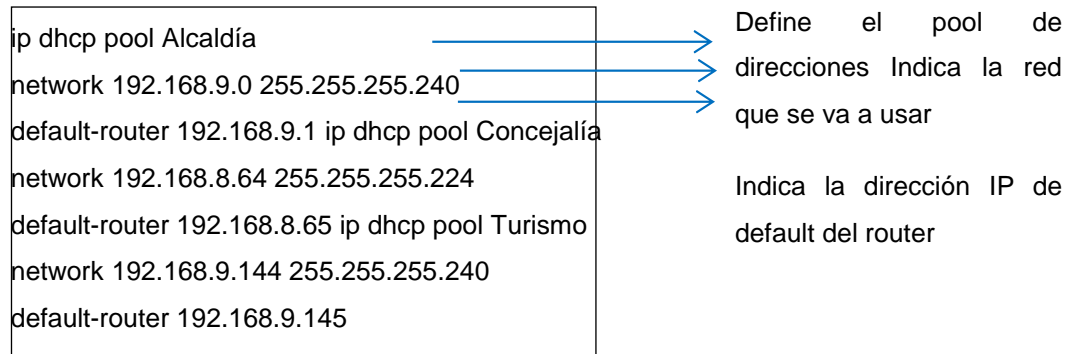 ip dhcp pool Alcaldía
network 192.168.9.0 255.255.255.240
default-router 192.168.9.1 ip dhcp pool Concejalía
network 192.168.8.64 255.255.255.224
default-router 192.168.8.65 ip dhcp pool Turismo
network 192.168.9.144 255.255.255.240
default-router 192.168.9.145
Define el pool de
direcciones Indica la red
que se va a usar
Indica la dirección IP de
default del router